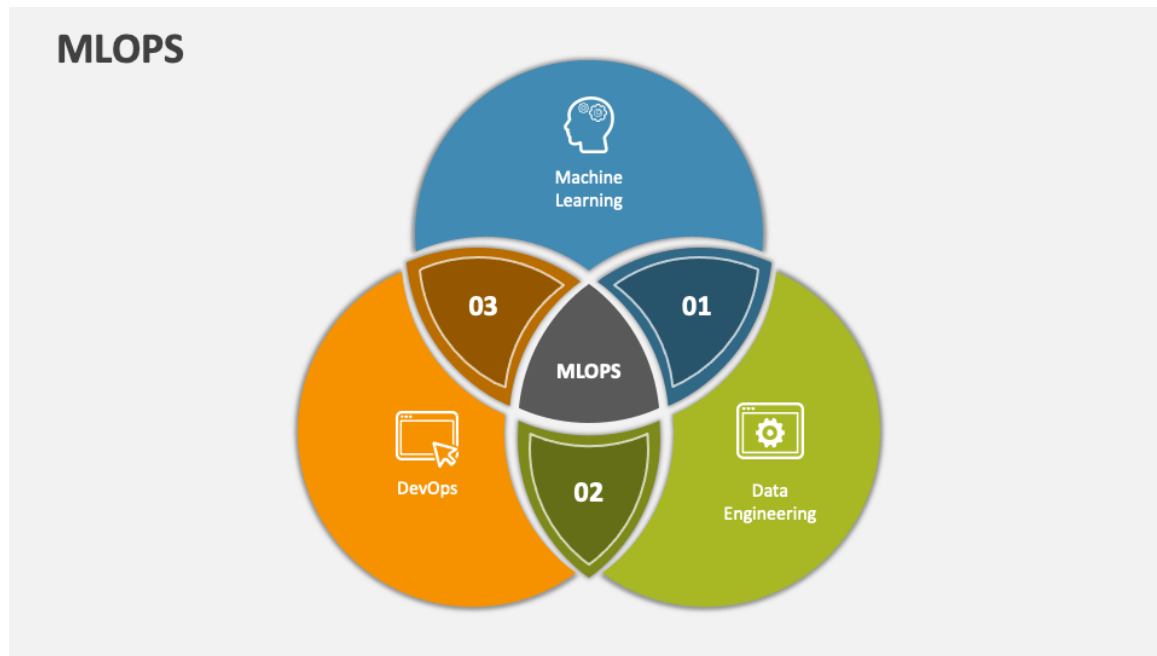 MLOPS
Machine
Learning
03
01
MLOPS
DevOps
02
Data
Engineering